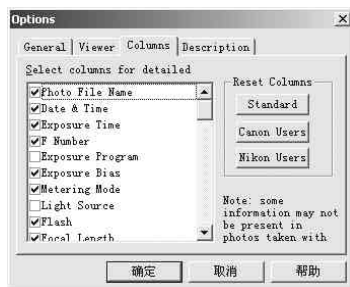 Options
General
Viewer
Columns
Description
Select columns for detailed
Photo File Name
Date & Time
Exposure Time
F Number
Exposure Program
Exposure Bias
Metering Mode
Light Source
Flash
Focal Length
Reset Columns
Standard
Canon Users
Nikon Users
Note: some
information may not
be present in
photos taken with
确定
取消
帮助